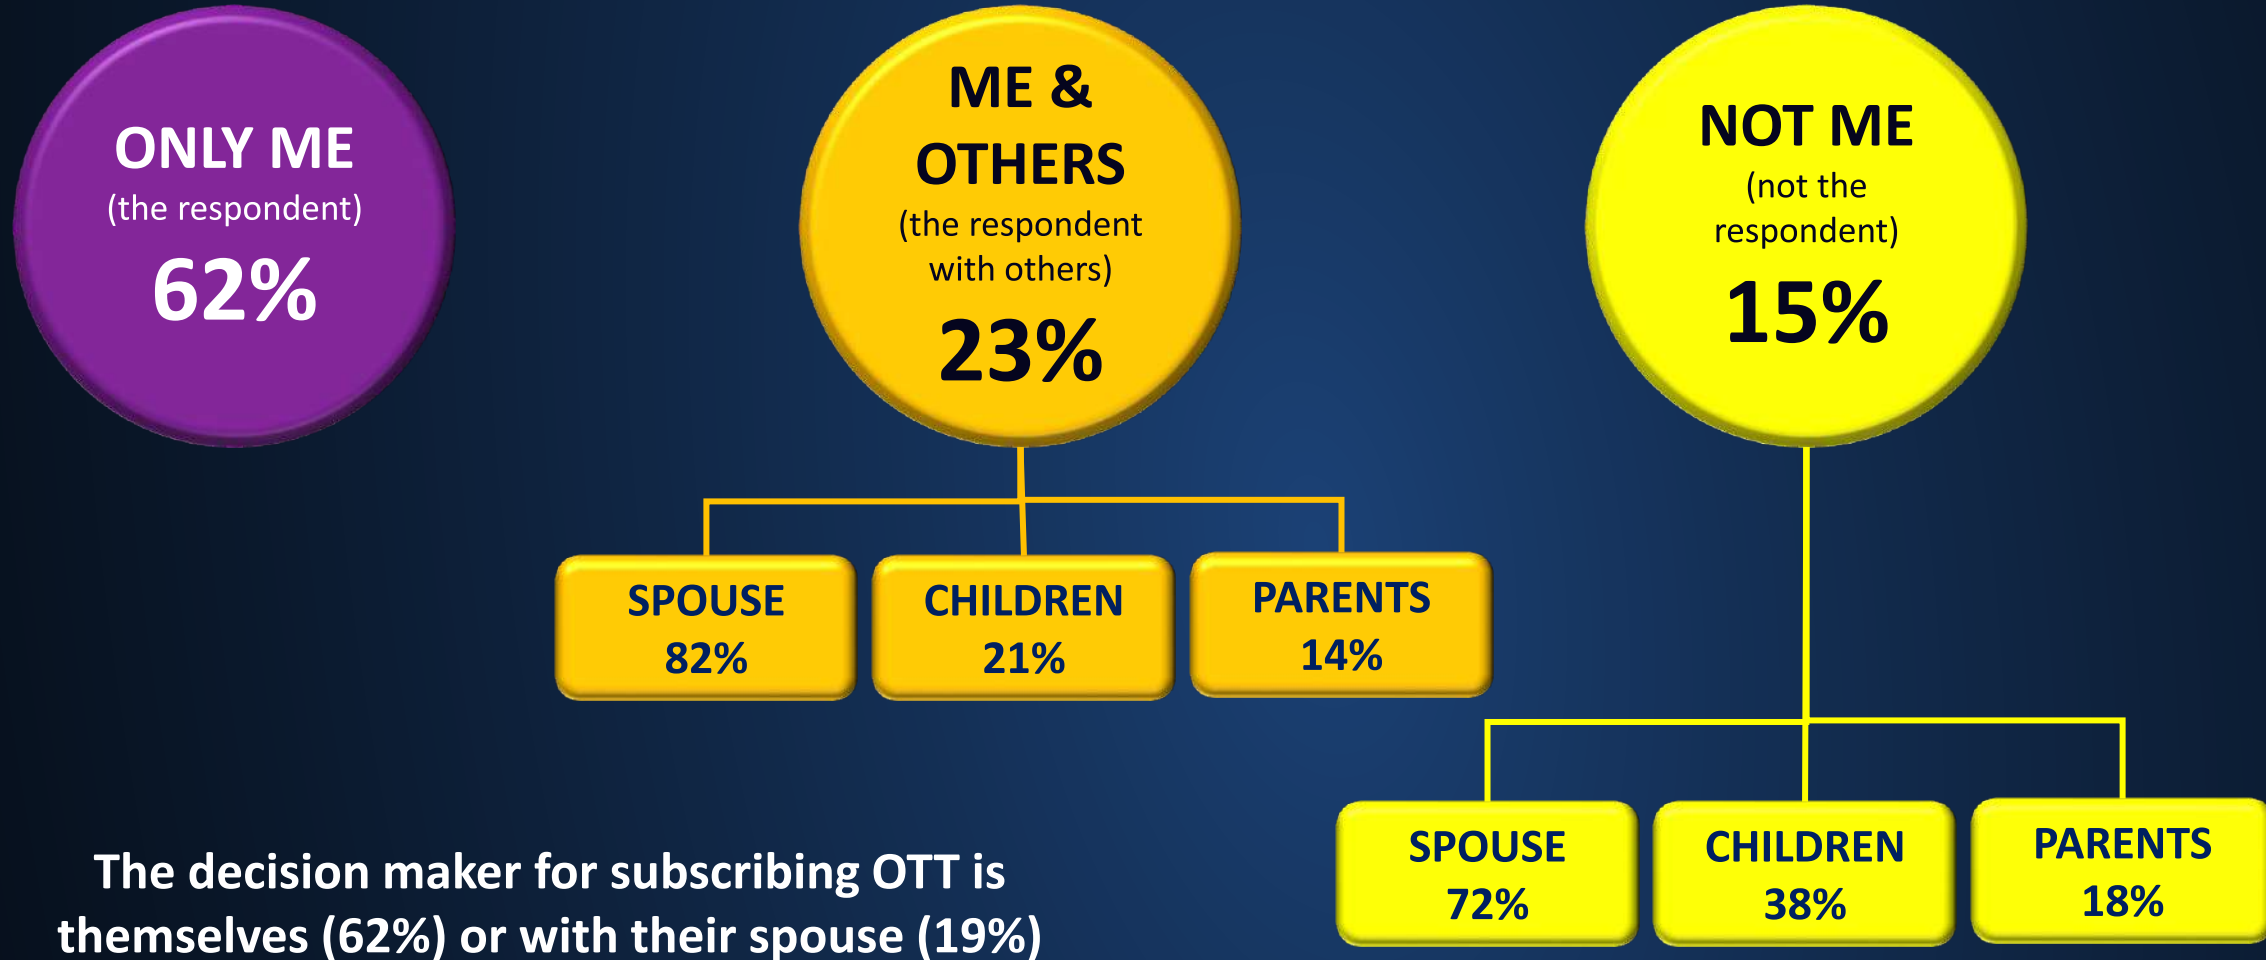 ONLY ME
(the respondent)
62%
ME &
OTHERS
(the respondent
with others)
23%
NOT ME
(not the
respondent)
15%
SPOUSE
82%
CHILDREN
21%
PARENTS
14%
SPOUSE
72%
CHILDREN
38%
PARENTS
18%
The decision maker for subscribing OTT is
themselves (62%) or with their spouse (19%)